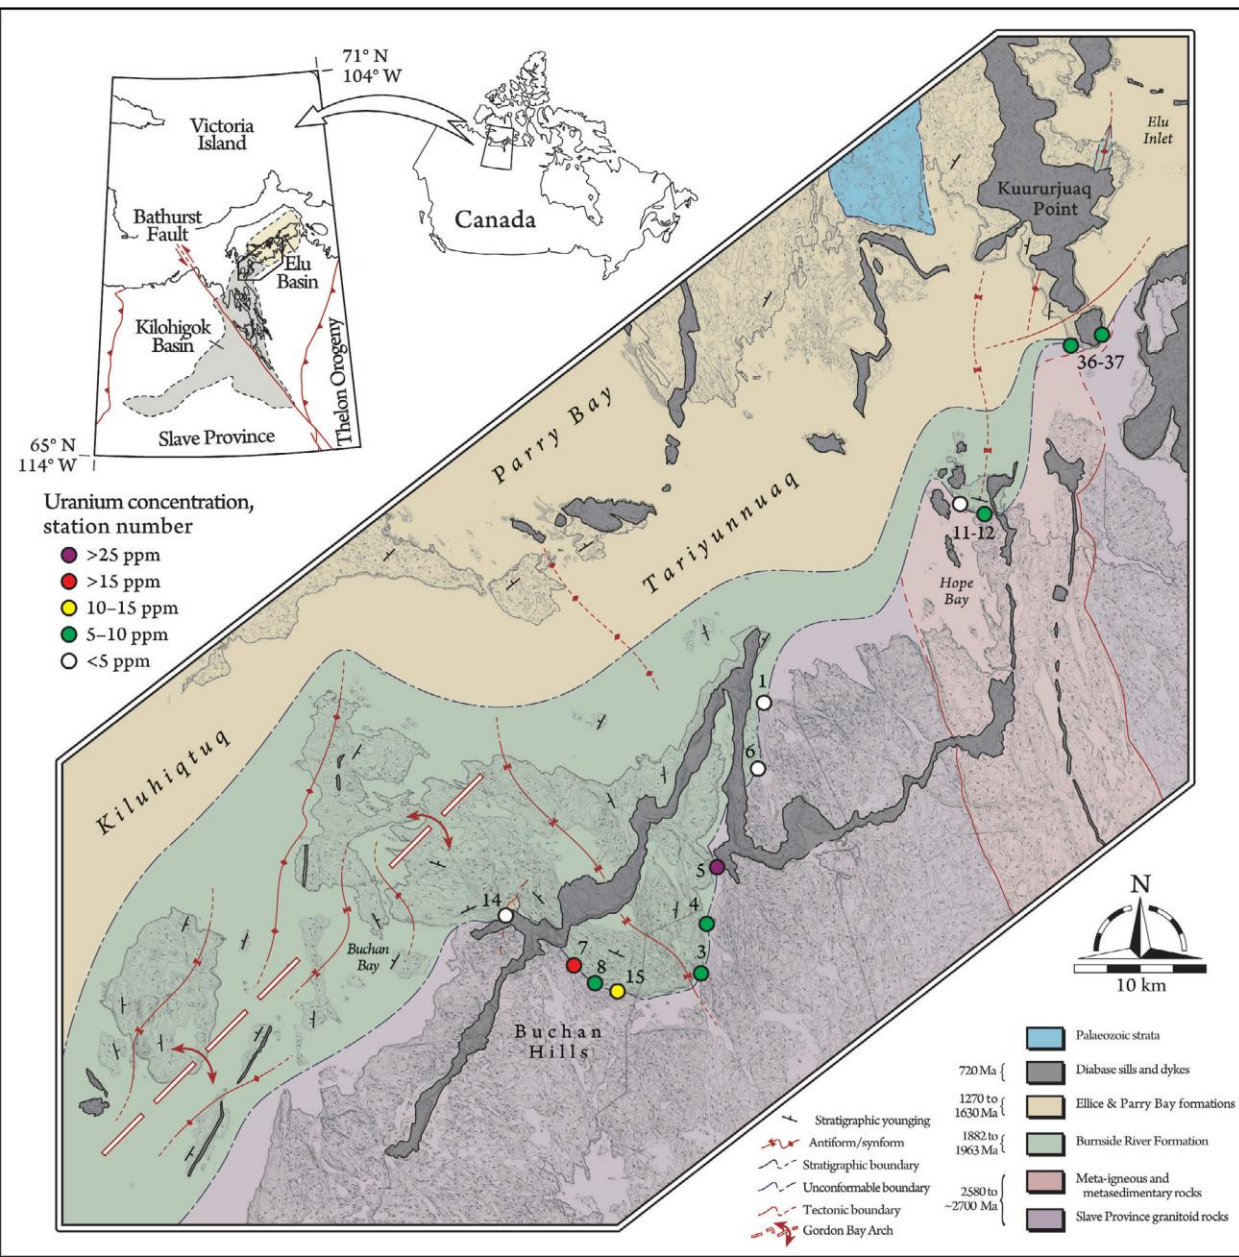 71° N
104° W
Victoria
Island
Bathurst
Fault
Elu
Basin
Kilohigok
Basin
Thelon Orogeny
Slave Province
65° N
114° W
Canada
Uranium concentration,
station number
>25 ppm
>15 ppm
10–15 ppm
5–10 ppm
<5 ppm
Elu
Inlet
Kuururjuaq
Point
36-37
Parry Bay
Tariyunnuaq
11-12
Hope
Bay
Kiluhiqtuq
1
6
5
14
4
7
3
8
15
Buchan
Bay
Buchan
Hills
N
10 km
Stratigraphic younging
Antiform/synform
Stratigraphic boundary
Unconformable boundary
Tectonic boundary
Gordon Bay Arch
Palaeozoic strata
720 Ma { Diabase sills and dykes
1270 to
1630 Ma { Ellice & Parry Bay formations
1882 to
1963 Ma { Burnside River Formation
2580 to
~2700 Ma {
Meta-igneous and
metasedimentary rocks
Slave Province granitoid rocks